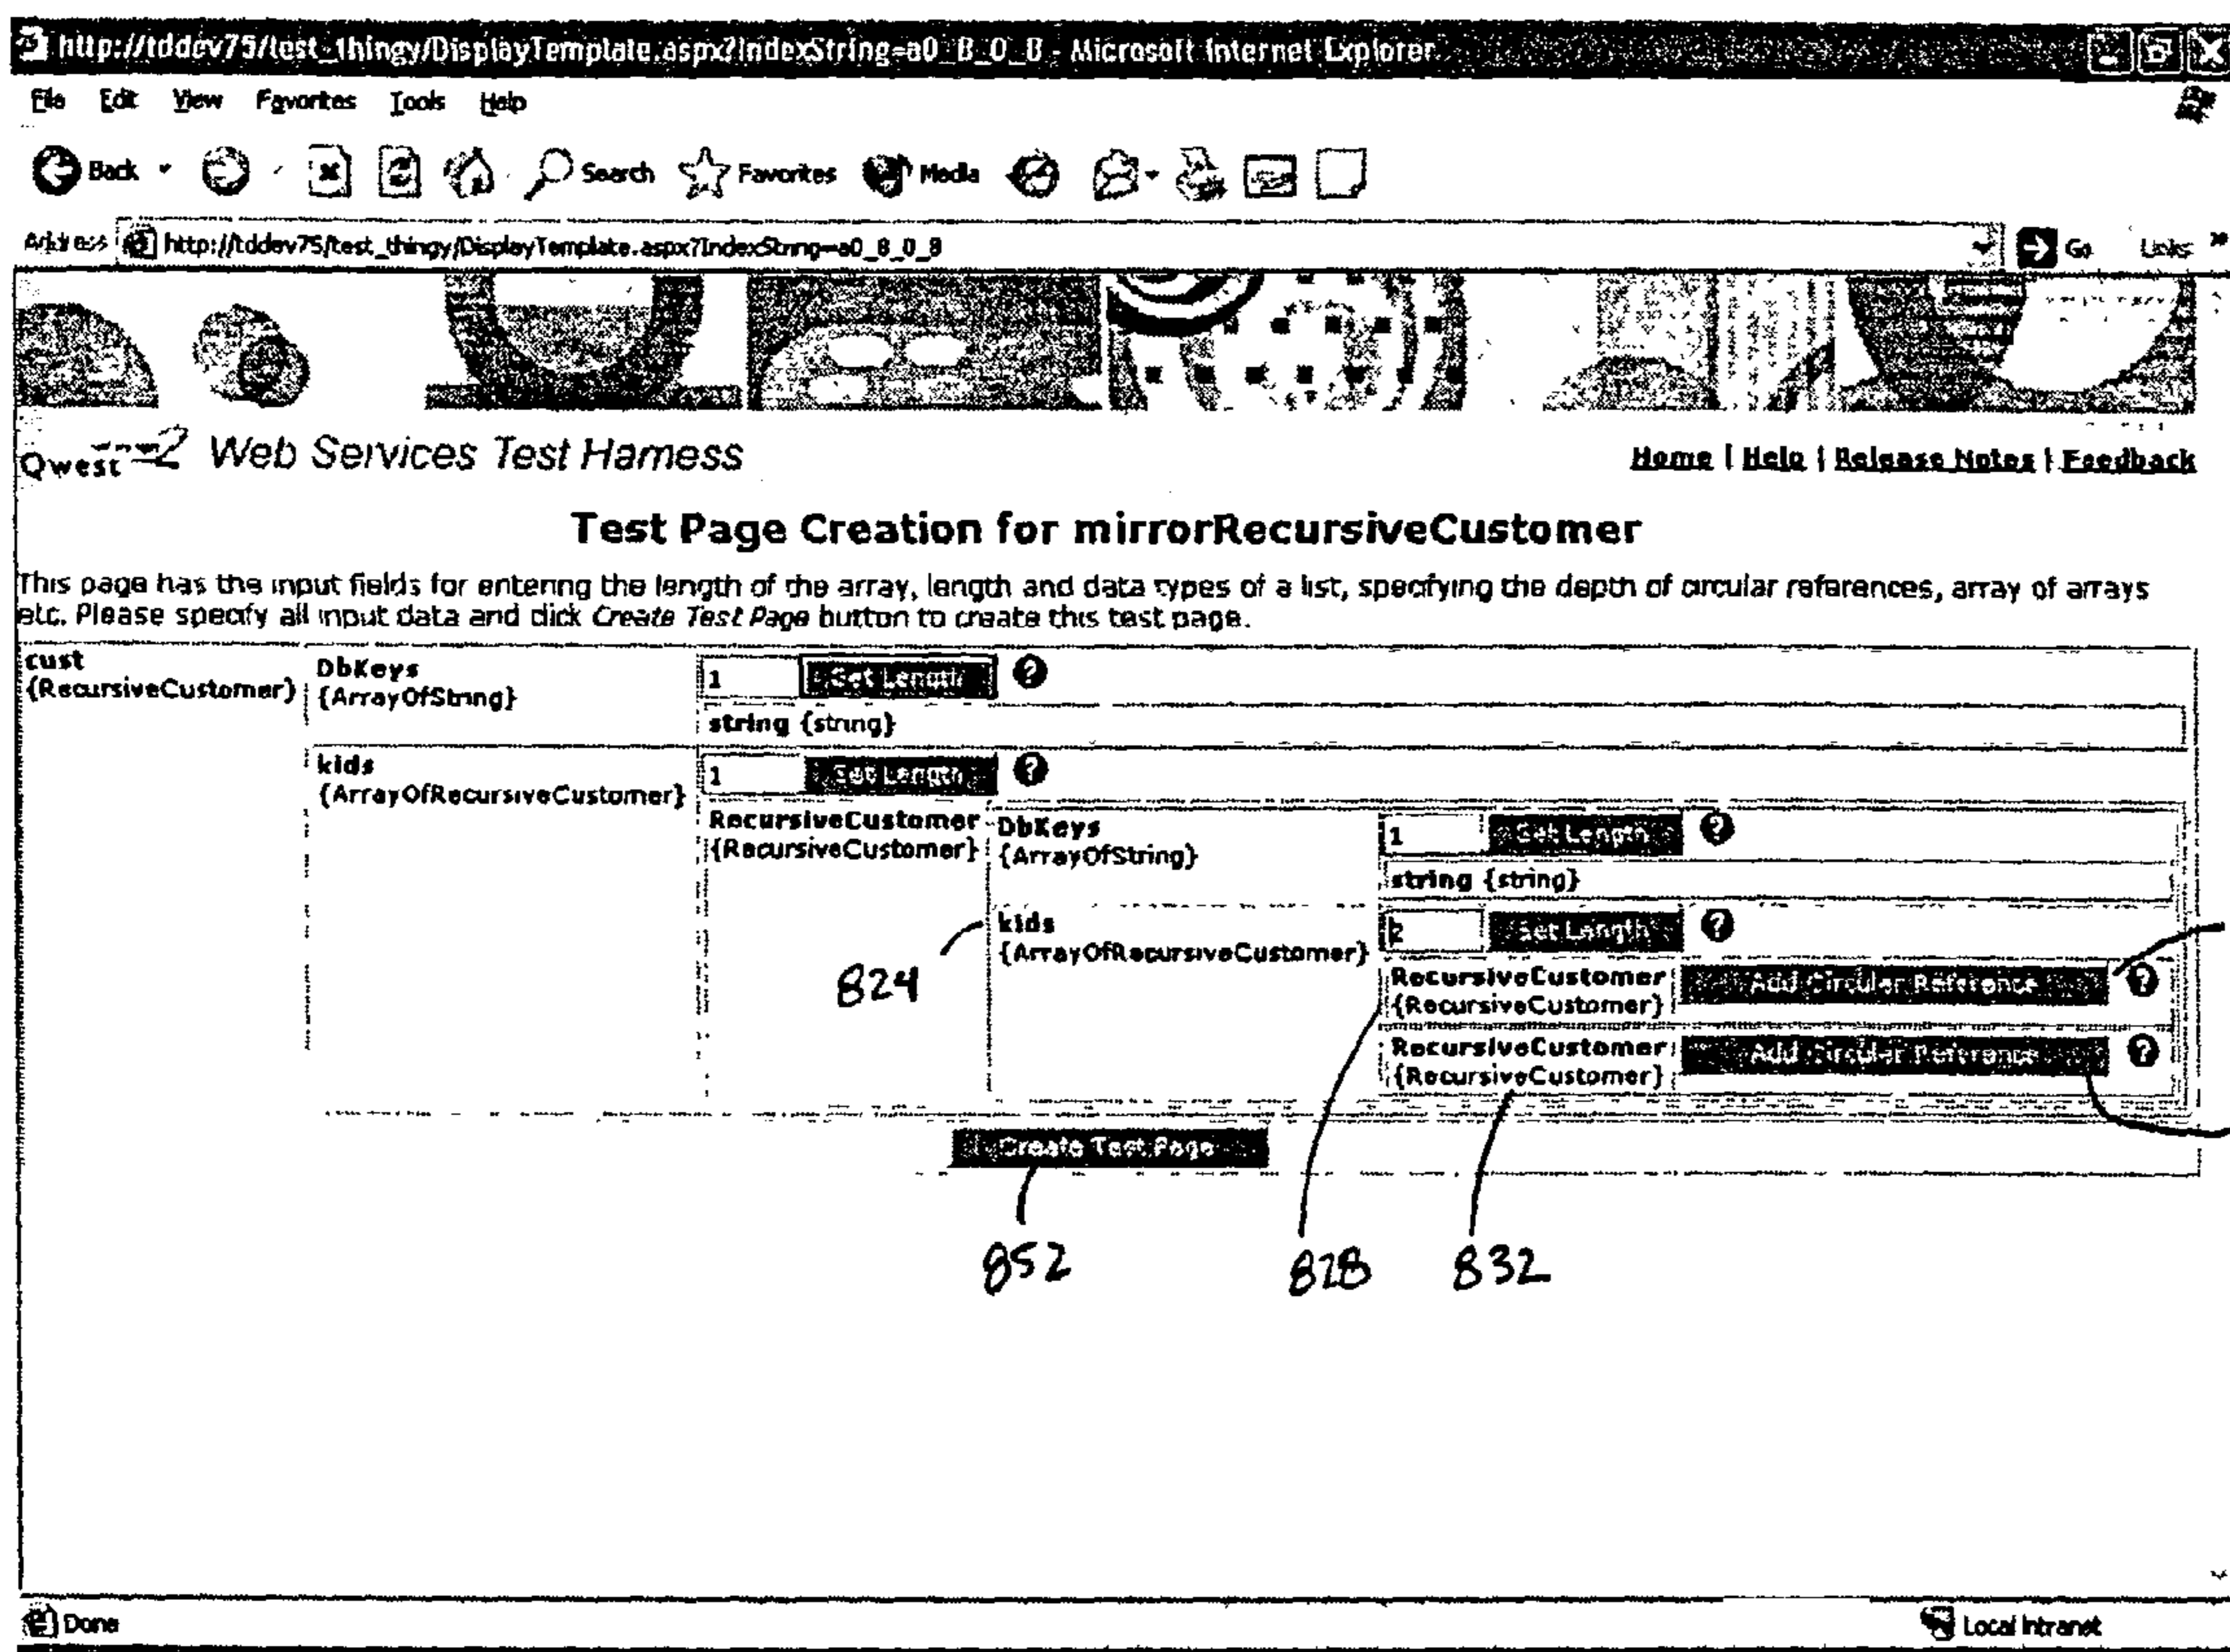 http://tddev75/test_thingy/DisplayTemplate.aspx?IndexString=a0_8_0_8 - Microsoft Internet Explorer
File Edit View Favorites Tools Help
Back Search Favorites Media
Address http://tddev75/test_thingy/DisplayTemplate.aspx?IndexString=a0_8_0_8 Go Links »
Qwest Web Services Test Harness
Home | Help | Release Notes | Feedback
Test Page Creation for mirrorRecursiveCustomer
This page has the input fields for entering the length of the array, length and data types of a list, specifying the depth of circular references, array of arrays
etc. Please specify all input data and click Create Test Page button to create this test page.
cust
{RecursiveCustomer}
DbKeys
{ArrayOfString}
1 Set Length ?
string {string}
kids
{ArrayOfRecursiveCustomer}
1 Set Length ?
RecursiveCustomer
{RecursiveCustomer}
DbKeys
{ArrayOfString}
1 Set Length ?
string {string}
kids
{ArrayOfRecursiveCustomer}
2 Set Length ?
824
RecursiveCustomer
{RecursiveCustomer}
Add Circular Reference ?
RecursiveCustomer
{RecursiveCustomer}
Add Circular Reference ?
Create Test Page
852 828 832
Done Local intranet